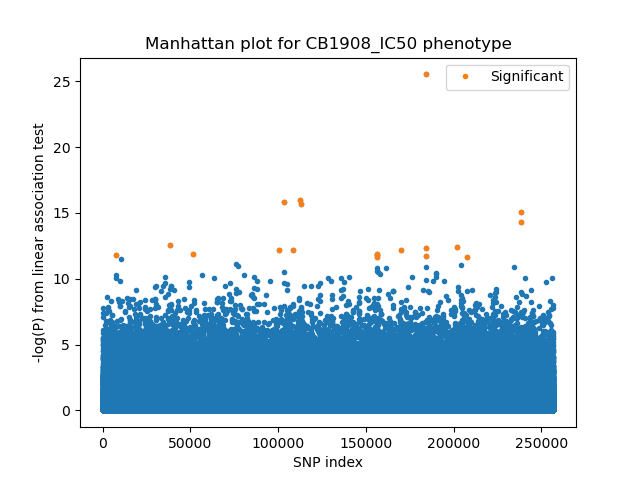 Manhattan plot for CB1908_IC50 phenotype
Significant
-log(P) from linear association test
25
20
15
10
5
0
0 50000 100000 150000 200000 250000
SNP index